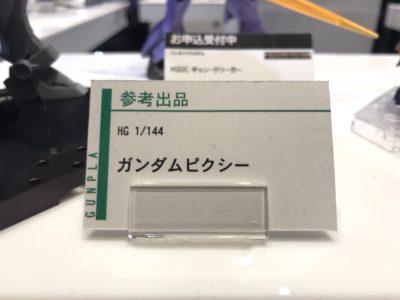 お申込受付中
HGUC ギャン・クリーガー
参考出品
HG 1/144
ガンダムピクシー
GUNPLA